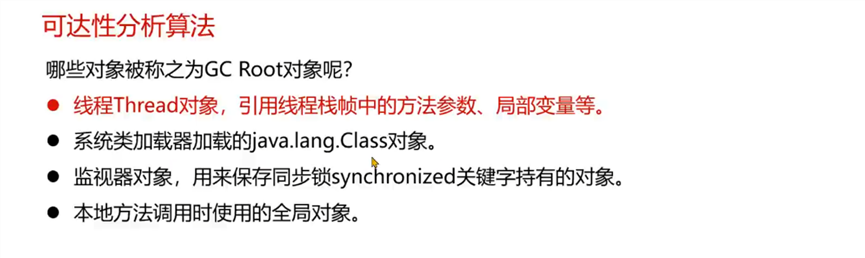 可达性分析算法
哪些对象被称之为GC Root对象呢?
● 线程Thread对象，引用线程栈帧中的方法参数、局部变量等。
● 系统类加载器加载的java.lang.Class对象。
● 监视器对象，用来保存同步锁synchronized关键字持有的对象。
● 本地方法调用时使用的全局对象。